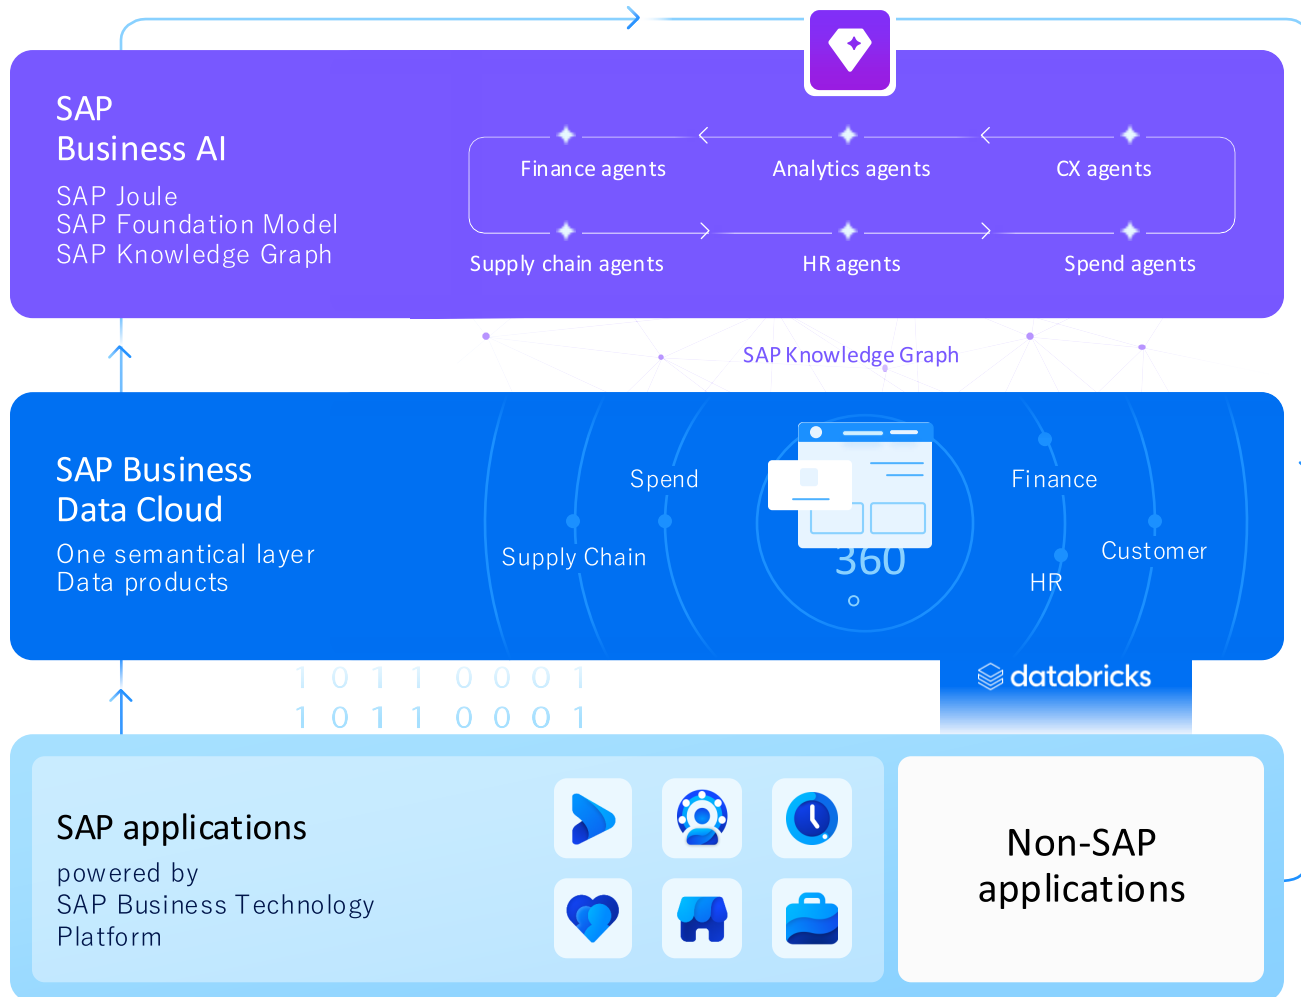 SAP
Business AI
SAP Joule
SAP Foundation Model
SAP Knowledge Graph
Finance agents
Analytics agents
CX agents
Supply chain agents
HR agents
Spend agents
SAP Knowledge Graph
SAP Business
Data Cloud
One semantical layer
Data products
Spend
Finance
Supply Chain
Customer
360
HR
1 0 1 1 0 0 0 1
databricks
1 0 1 1 0 0 0 1
SAP applications
powered by
SAP Business Technology
Platform
Non-SAP
applications